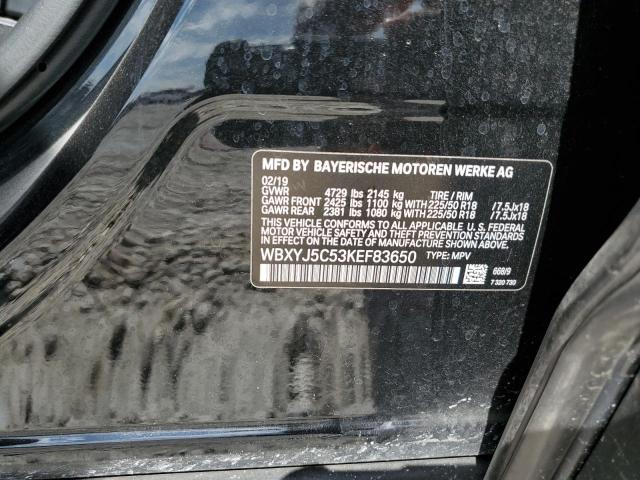 MFD BY BAYERISCHE MOTOREN WERKE AG
02/19
GVWR 4729 lbs 2145 kg TIRE / RIM
GAWR FRONT 2425 lbs 1100 kg WITH 225/50 R18 /7.5Jx18
GAWR REAR 2381 lbs 1080 kg WITH 225/50 R18 /7.5Jx18
THIS VEHICLE CONFORMS TO ALL APPLICABLE U.S. FEDERAL
MOTOR VEHICLE SAFETY, BUMPER, AND THEFT PREVENTION STANDARDS
IN EFFECT ON THE DATE OF MANUFACTURE SHOWN ABOVE.
WBXYJ5C53KEF83650 TYPE: MPV
668/9
7 320 730